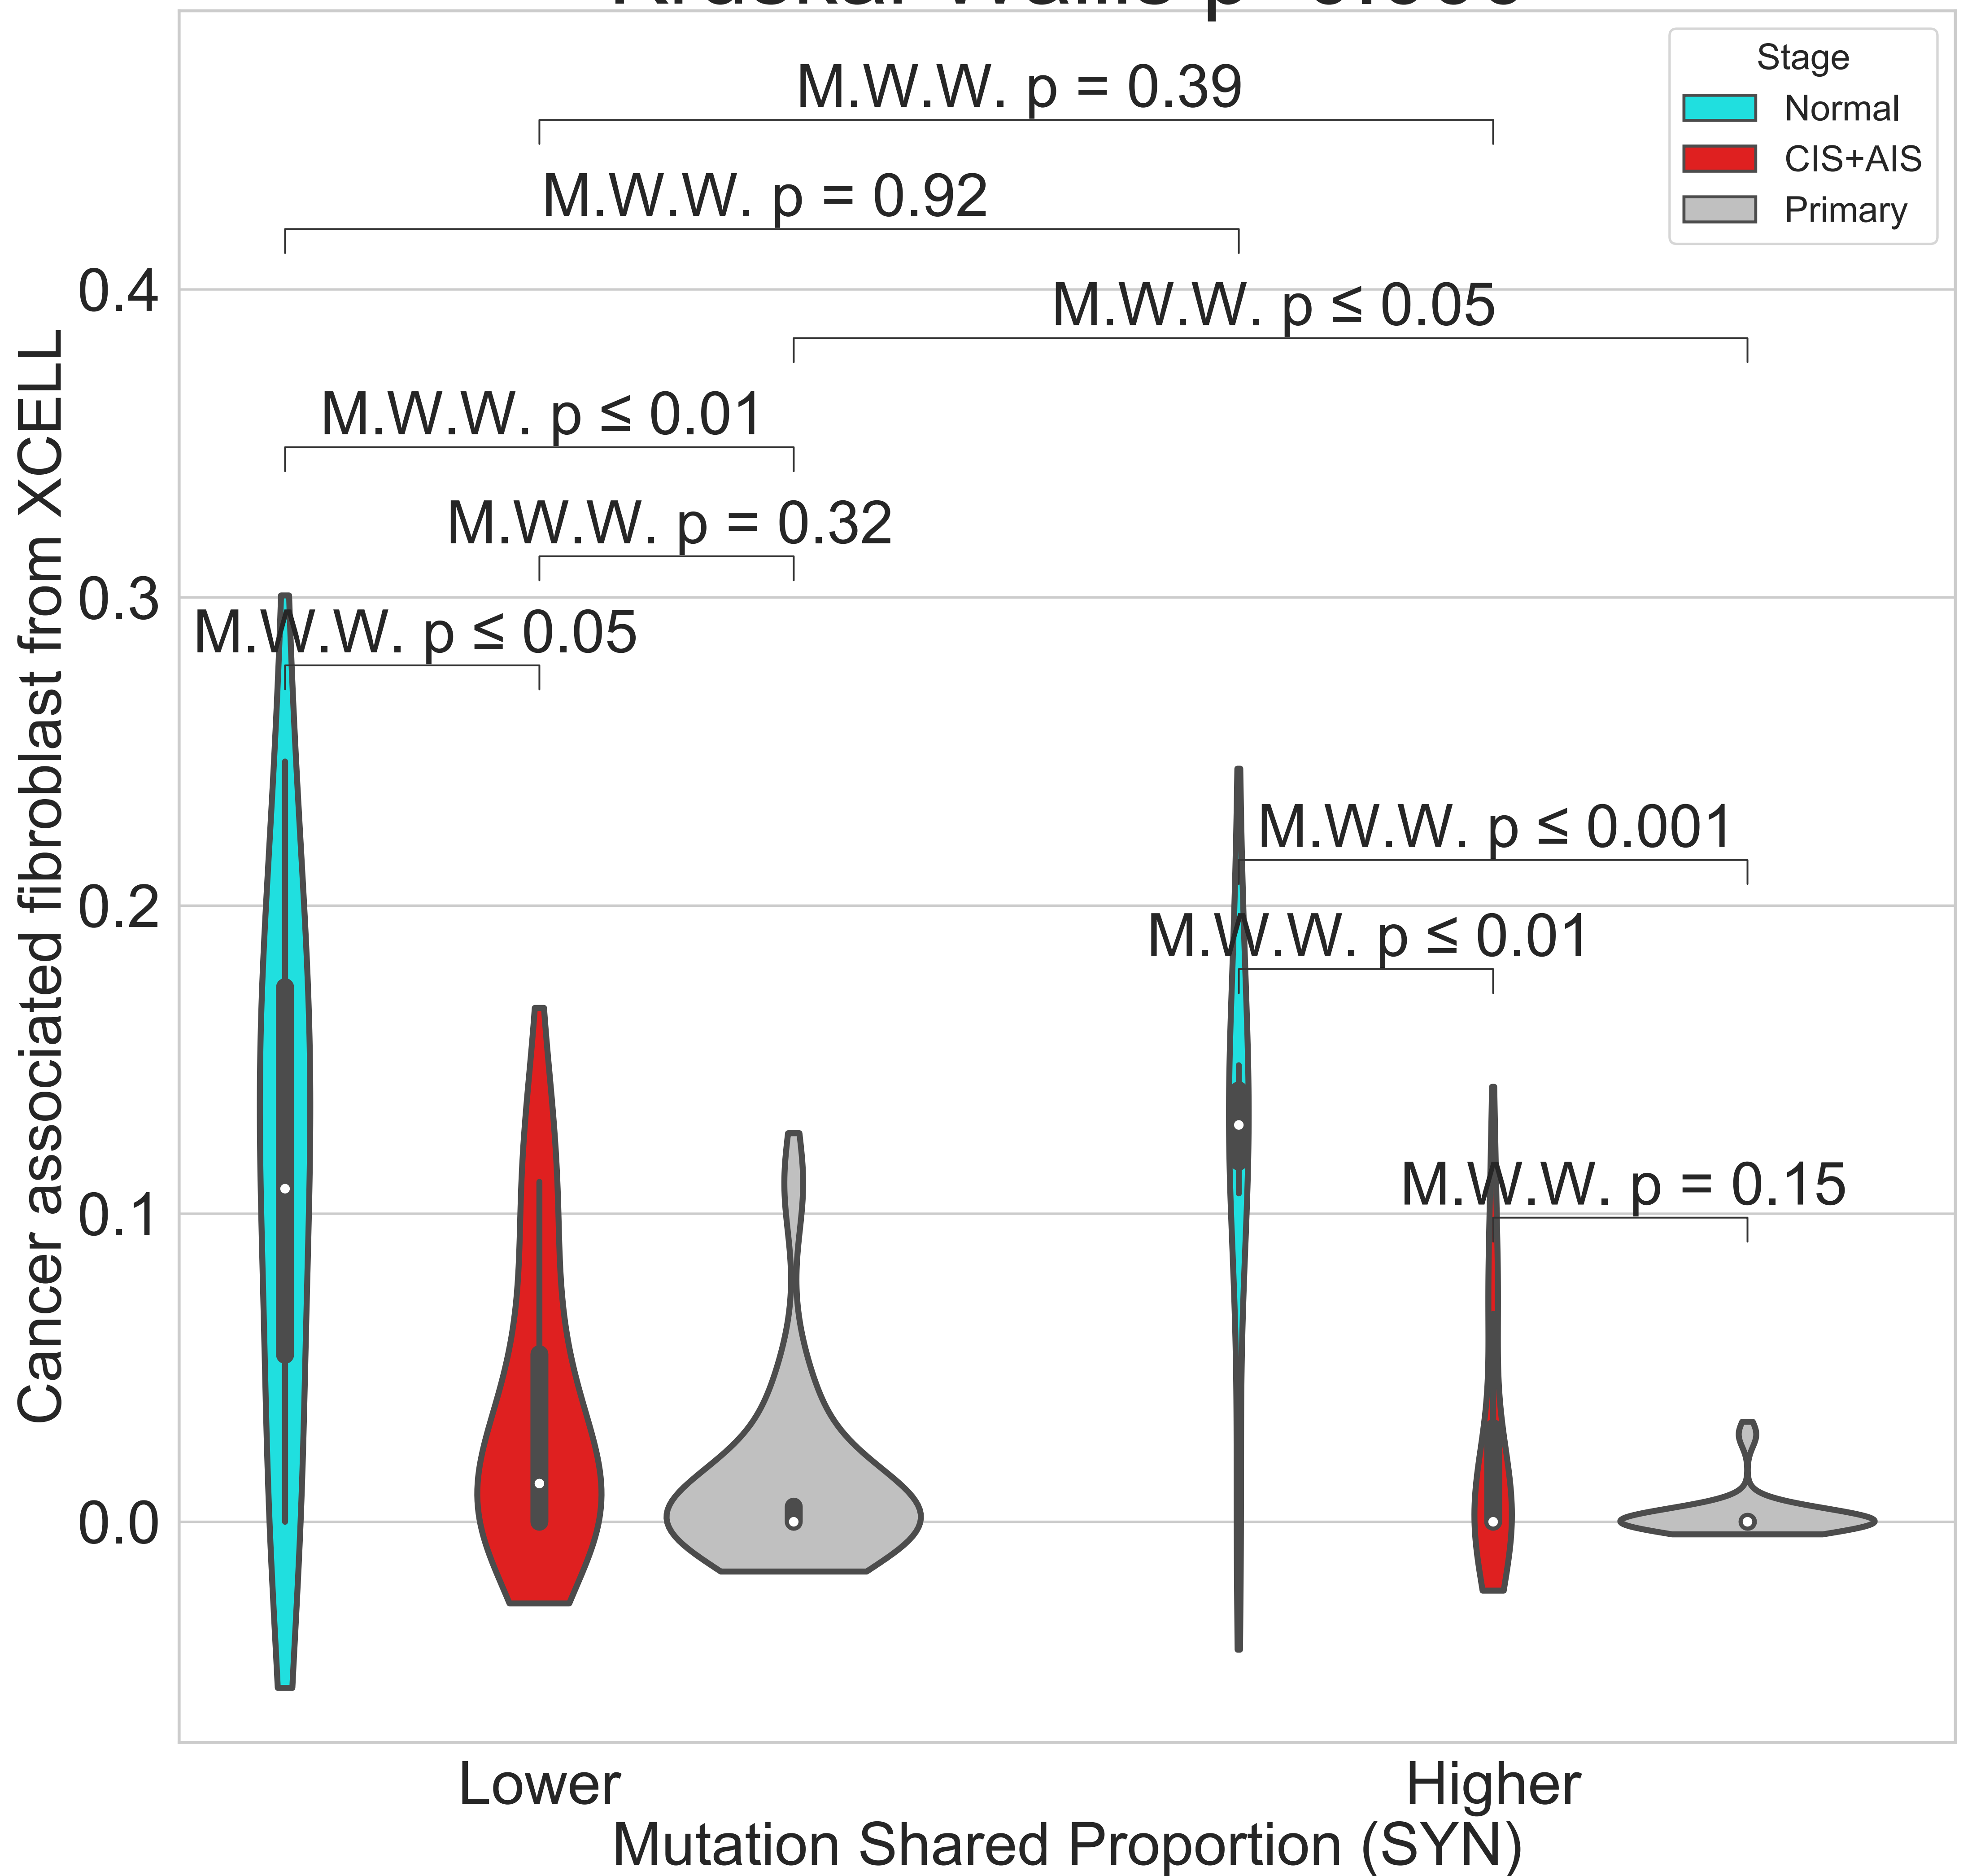 M.W.W. p = 0.39
Stage
Normal
CIS+AIS
Primary
M.W.W. p = 0.92
0.4
M.W.W. p ≤ 0.05
M.W.W. p ≤ 0.01
M.W.W. p = 0.32
0.3
M.W.W. p ≤ 0.05
M.W.W. p ≤ 0.001
0.2
M.W.W. p ≤ 0.01
M.W.W. p = 0.15
0.1
0.0
Cancer associated fibroblast from XCELL
Lower
Higher
Mutation Shared Proportion (SYN)